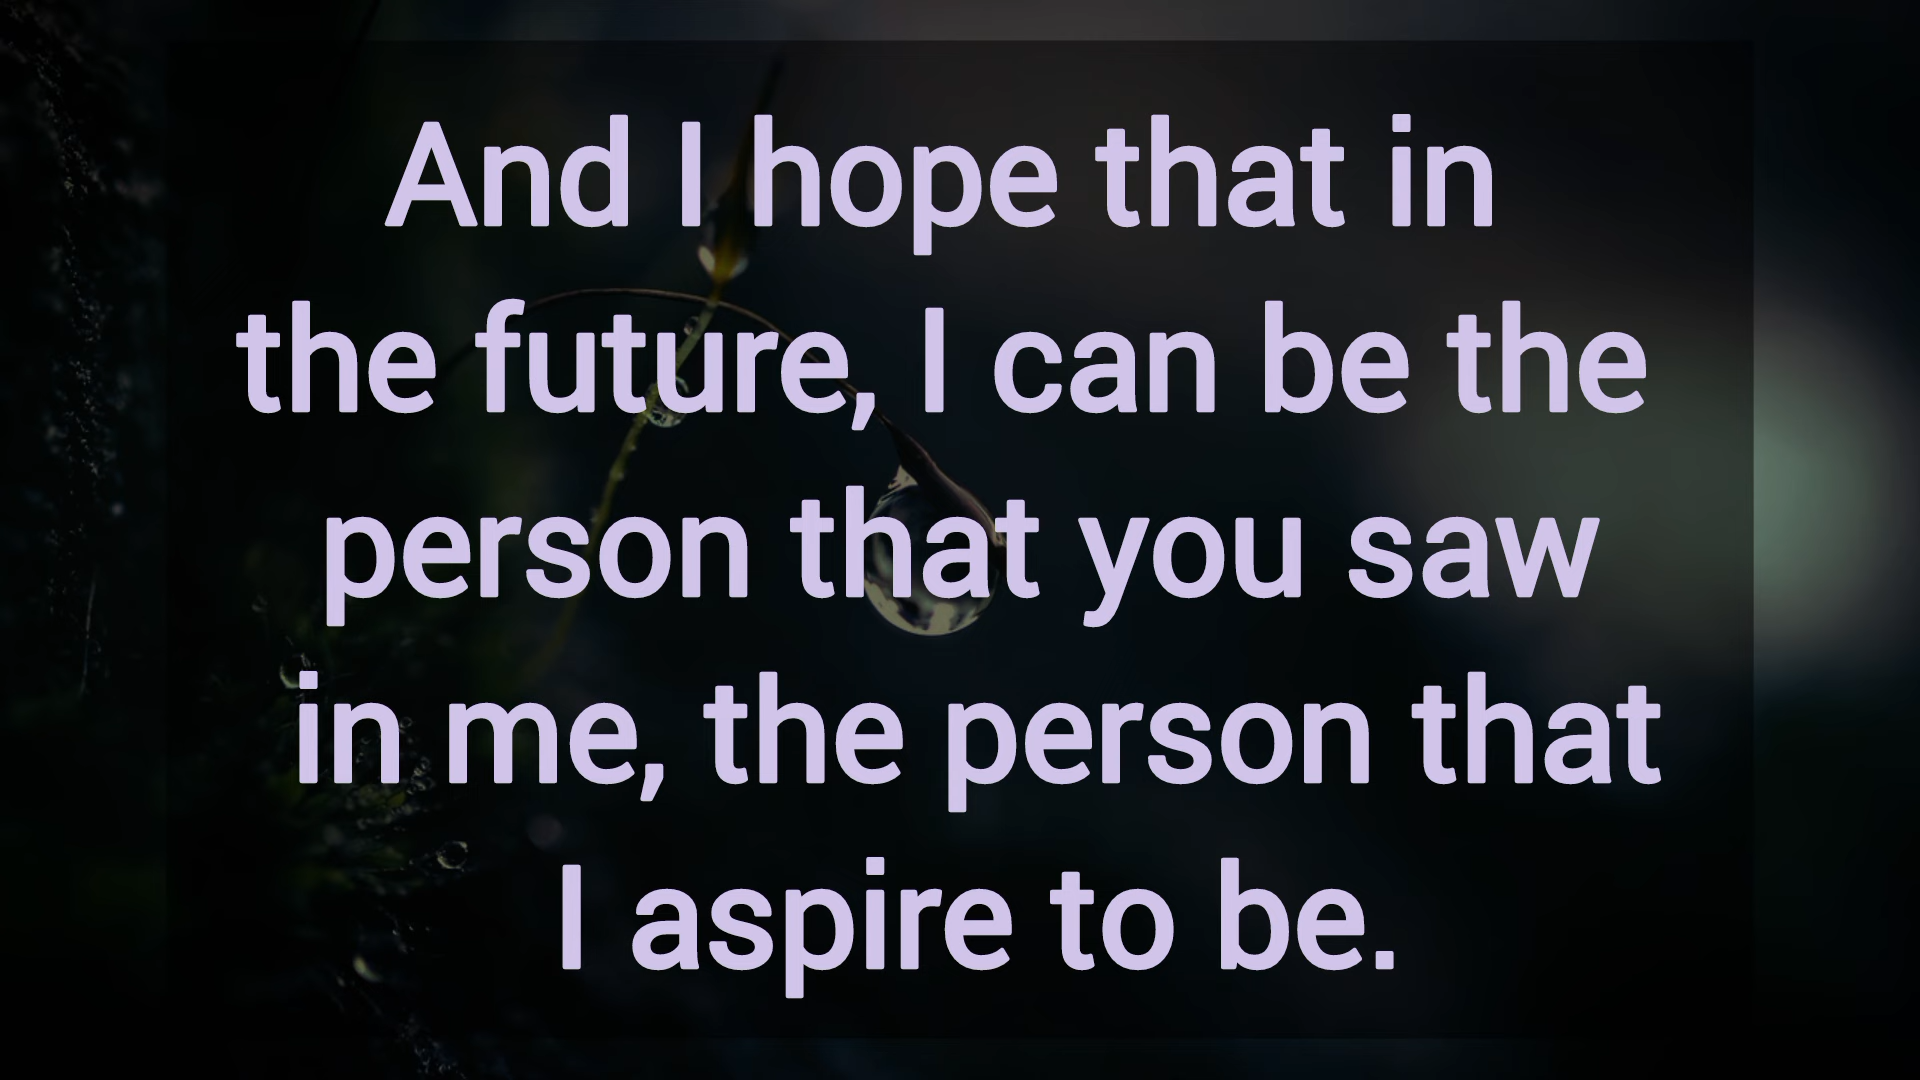 And I hope that in
the future, I can be the
person that you saw
in me, the person that
I aspire to be.